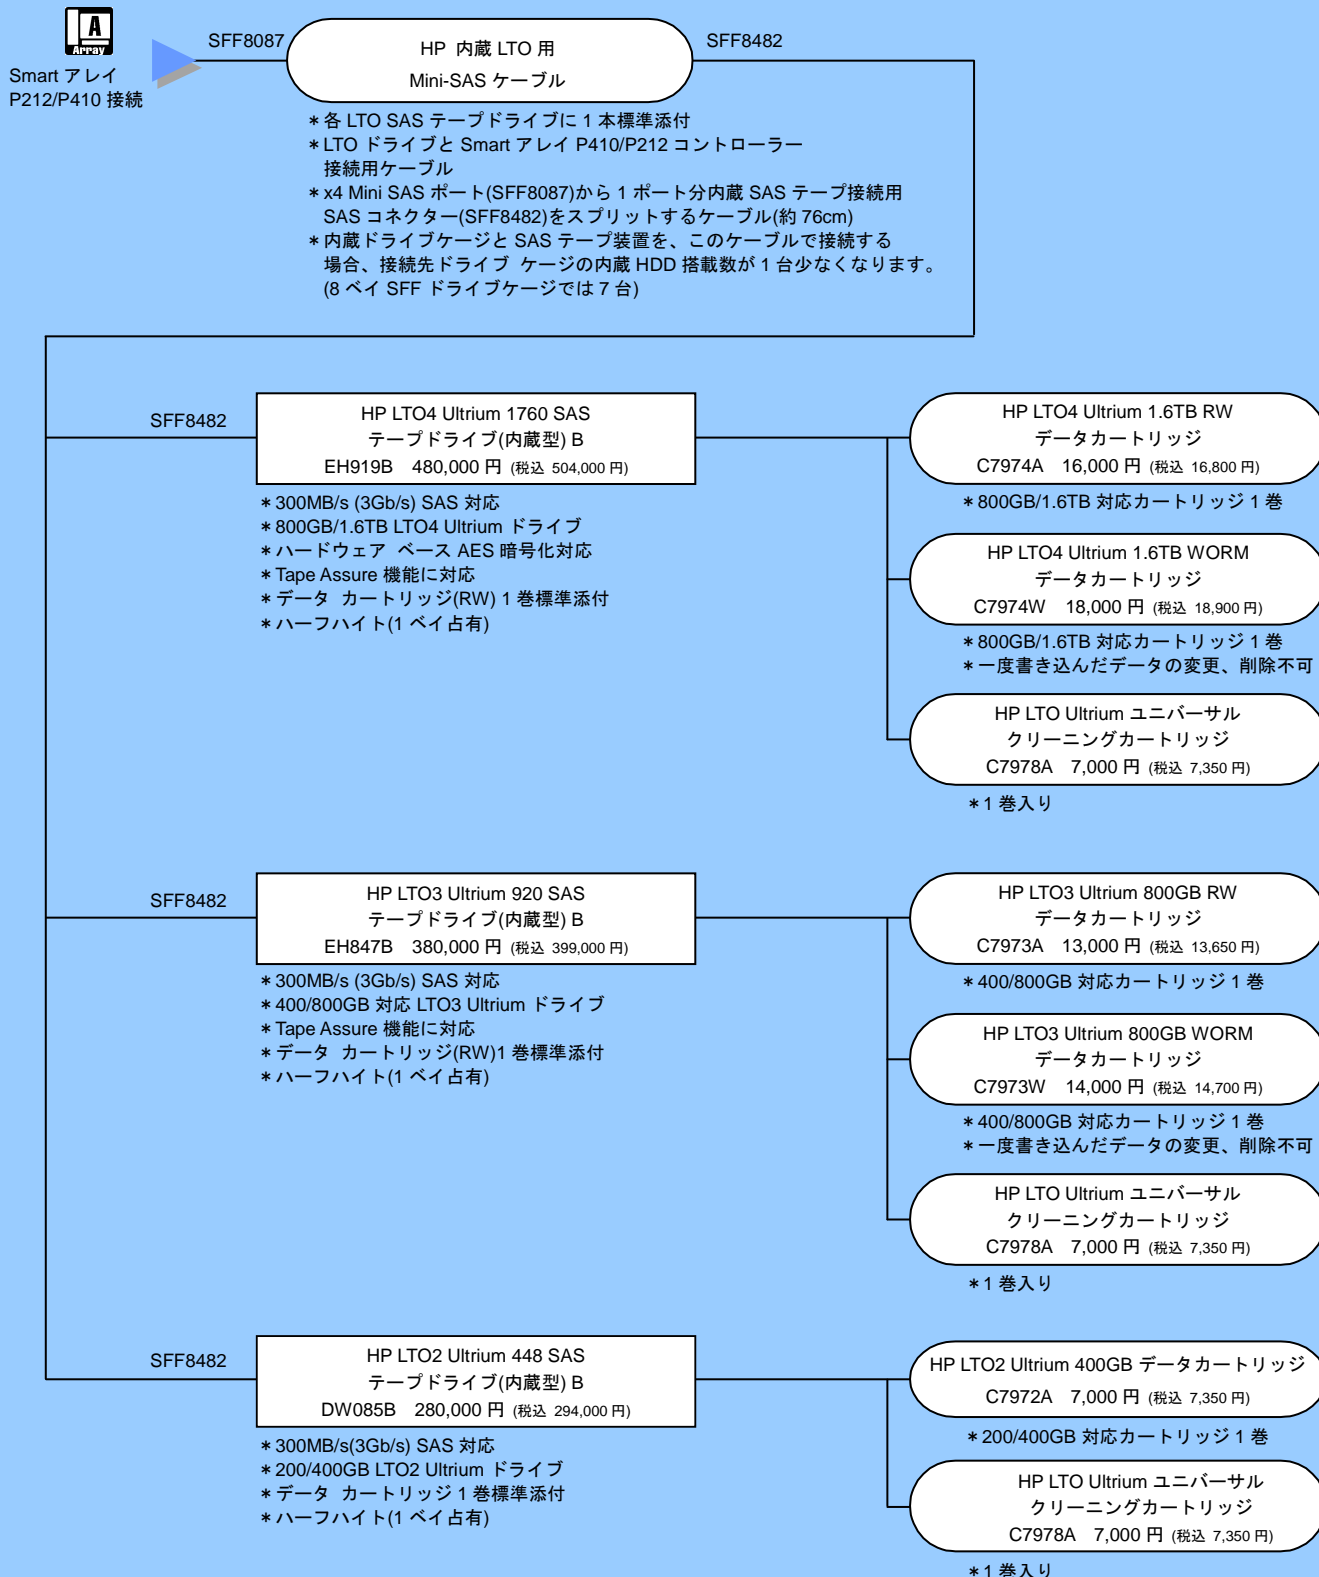 A
Array
Smart アレイ
P212/P410 接続
SFF8087
HP 内蔵 LTO 用
Mini-SAS ケーブル
SFF8482
*各 LTO SAS テープドライブに 1 本標準添付
*LTO ドライブと Smart アレイ P410/P212 コントローラー
接続用ケーブル
*x4 Mini SAS ポート(SFF8087)から 1 ポート分内蔵 SAS テープ接続用
SAS コネクター(SFF8482)をスプリットするケーブル(約 76cm)
*内蔵ドライブケージと SAS テープ装置を、このケーブルで接続する
場合、接続先ドライブ ケージの内蔵 HDD 搭載数が 1 台少なくなります。
(8 ベイ SFF ドライブケージでは 7 台)
SFF8482
HP LTO4 Ultrium 1760 SAS
テープドライブ(内蔵型) B
EH919B 480,000 円 (税込 504,000 円)
*300MB/s (3Gb/s) SAS 対応
*800GB/1.6TB LTO4 Ultrium ドライブ
*ハードウェア ベース AES 暗号化対応
*Tape Assure 機能に対応
*データ カートリッジ(RW) 1 巻標準添付
*ハーフハイト(1 ベイ占有)
HP LTO4 Ultrium 1.6TB RW
データカートリッジ
C7974A 16,000 円 (税込 16,800 円)
*800GB/1.6TB 対応カートリッジ 1 巻
HP LTO4 Ultrium 1.6TB WORM
データカートリッジ
C7974W 18,000 円 (税込 18,900 円)
*800GB/1.6TB 対応カートリッジ 1 巻
*一度書き込んだデータの変更、削除不可
HP LTO Ultrium ユニバーサル
クリーニングカートリッジ
C7978A 7,000 円 (税込 7,350 円)
*1 巻入り
SFF8482
HP LTO3 Ultrium 920 SAS
テープドライブ(内蔵型) B
EH847B 380,000 円 (税込 399,000 円)
*300MB/s (3Gb/s) SAS 対応
*400/800GB 対応 LTO3 Ultrium ドライブ
*Tape Assure 機能に対応
*データ カートリッジ(RW)1 巻標準添付
*ハーフハイト(1 ベイ占有)
HP LTO3 Ultrium 800GB RW
データカートリッジ
C7973A 13,000 円 (税込 13,650 円)
*400/800GB 対応カートリッジ 1 巻
HP LTO3 Ultrium 800GB WORM
データカートリッジ
C7973W 14,000 円 (税込 14,700 円)
*400/800GB 対応カートリッジ 1 巻
*一度書き込んだデータの変更、削除不可
HP LTO Ultrium ユニバーサル
クリーニングカートリッジ
C7978A 7,000 円 (税込 7,350 円)
*1 巻入り
SFF8482
HP LTO2 Ultrium 448 SAS
テープドライブ(内蔵型) B
DW085B 280,000 円 (税込 294,000 円)
*300MB/s(3Gb/s) SAS 対応
*200/400GB LTO2 Ultrium ドライブ
*データ カートリッジ 1 巻標準添付
*ハーフハイト(1 ベイ占有)
HP LTO2 Ultrium 400GB データカートリッジ
C7972A 7,000 円 (税込 7,350 円)
*200/400GB 対応カートリッジ 1 巻
HP LTO Ultrium ユニバーサル
クリーニングカートリッジ
C7978A 7,000 円 (税込 7,350 円)
*1 巻入り